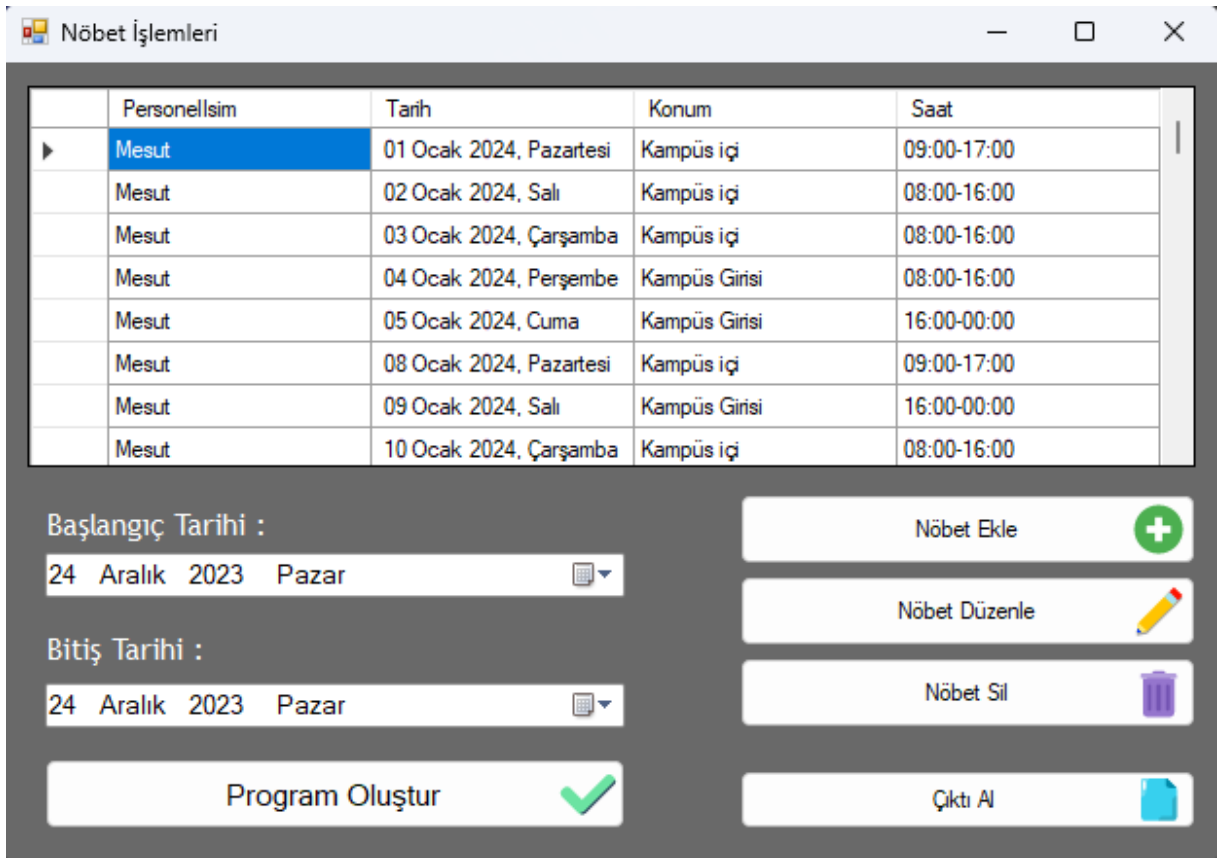 Nöbet İşlemleri
PersonelIsim Tarih Konum Saat
Mesut 01 Ocak 2024, Pazartesi Kampüs içi 09:00-17:00
Mesut 02 Ocak 2024, Salı Kampüs içi 08:00-16:00
Mesut 03 Ocak 2024, Çarşamba Kampüs içi 08:00-16:00
Mesut 04 Ocak 2024, Perşembe Kampüs Girisi 08:00-16:00
Mesut 05 Ocak 2024, Cuma Kampüs Girisi 16:00-00:00
Mesut 08 Ocak 2024, Pazartesi Kampüs içi 09:00-17:00
Mesut 09 Ocak 2024, Salı Kampüs Girisi 16:00-00:00
Mesut 10 Ocak 2024, Çarşamba Kampüs içi 08:00-16:00
Başlangıç Tarihi :
24 Aralık 2023 Pazar
Bitiş Tarihi :
24 Aralık 2023 Pazar
Program Oluştur
Nöbet Ekle
Nöbet Düzenle
Nöbet Sil
Çıktı Al